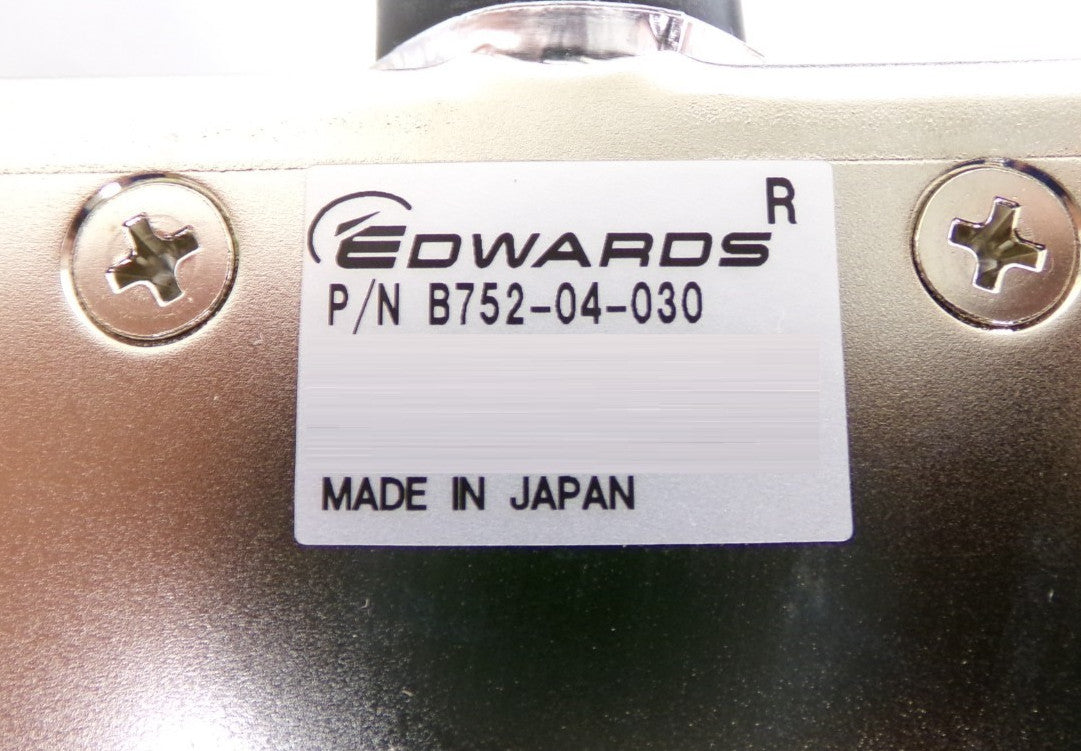 EDWARDS R
P/N B752-04-030
MADE IN JAPAN